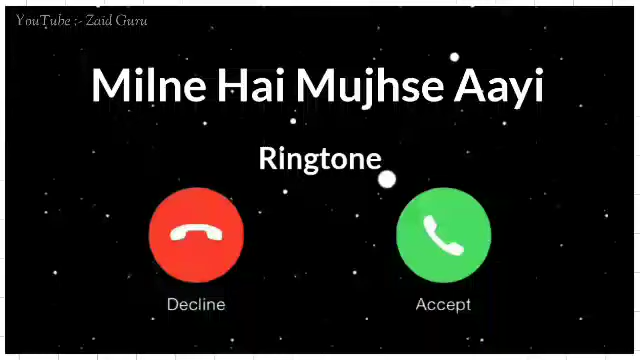 YouTube :- Zaid Guru
Milne Hai Mujhse Aayi
Ringtone
Decline
Accept